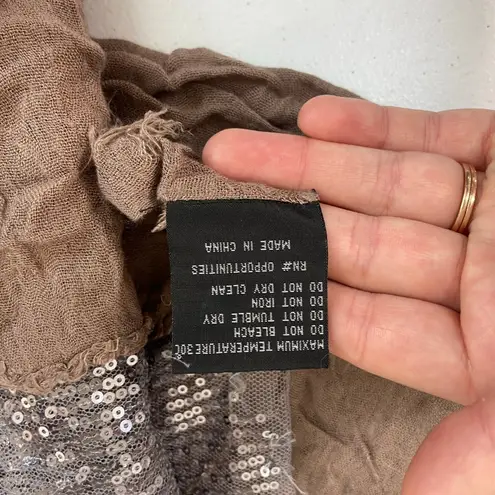 MAXIMUM TEMPERATURE30C
DO NOT BLEACH
DO NOT TUMBLE DRY
DO NOT IRON
DO NOT DRY CLEAN
RN# OPPORTUNITIES
MADE IN CHINA